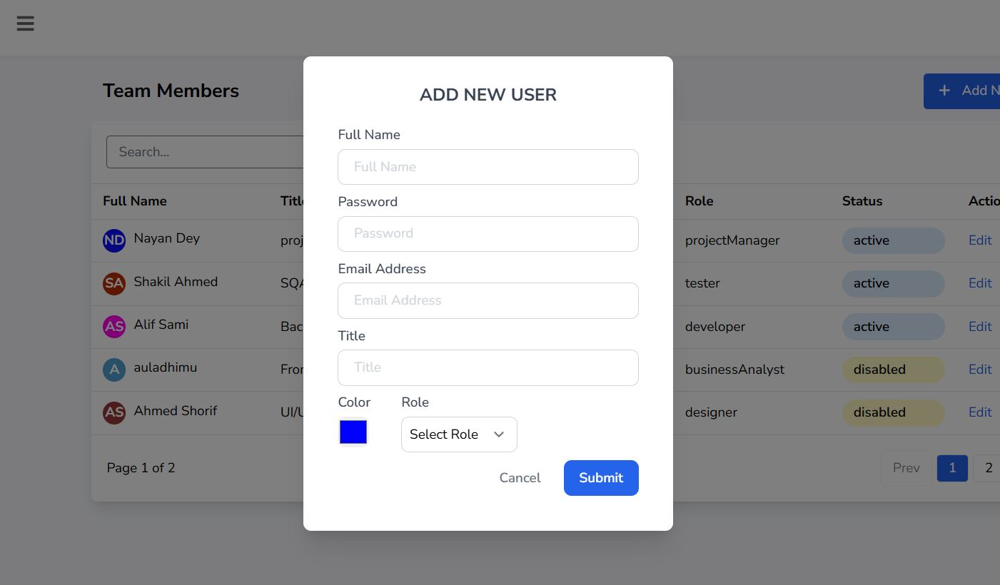 Team Members
Add N
Search...
Full Name Titl Role Status Actio
ND Nayan Dey proj projectManager active Edit
SA Shakil Ahmed SQA tester active Edit
AS Alif Sami Bac developer active Edit
A auladhimu Fron businessAnalyst disabled Edit
AS Ahmed Shorif UI/U designer disabled Edit
Page 1 of 2 Prev 1 2
ADD NEW USER
Full Name
Full Name
Password
Password
Email Address
Email Address
Title
Title
Color Role
Select Role
Cancel Submit